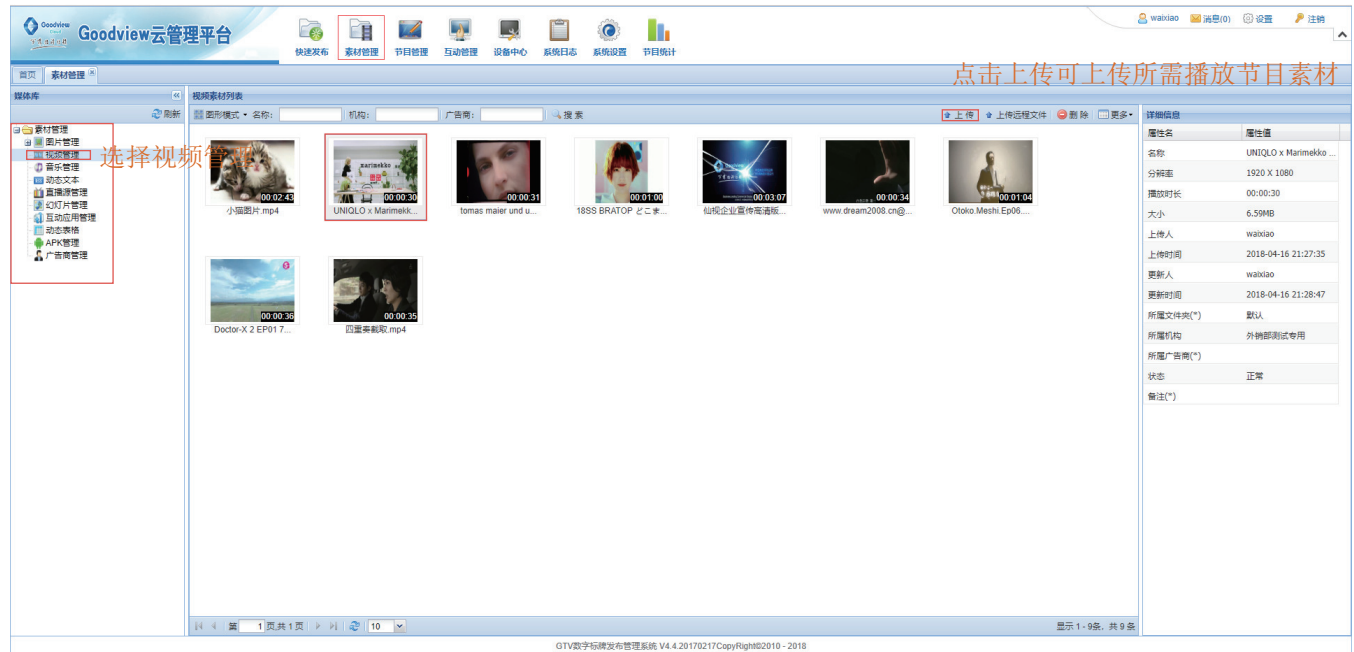 Goodview
Goodview云管理平台
快速发布 素材管理 节目管理 互动管理 设备中心 系统日志 系统设置 节目统计
waixiao 消息(0) 设置 注销
首页 素材管理
点击上传可上传所需播放节目素材
媒体库
视频素材列表
刷新
图形模式 名称: 机构: 广告商: 搜 索
上 传 上传远程文件 删 除 更多
详细信息
素材管理
图片管理
视频管理
音乐管理
动态文本
直播源管理
幻灯片管理
互动应用管理
动态表格
APK管理
广告商管理
选择视频管理
00:02:43
00:00:30
00:00:31
00:01:00
00:03:07
00:00:34
00:01:04
小猫图片.mp4
UNIQLO x Marimekk...
tomas maier und u...
18SS BRATOP どこま...
仙视企业宣传高清版...
www.dream2008.cn@...
Otoko.Meshi.Ep06....
marimekko
00:00:36
00:00:35
Doctor-X 2 EP01 7...
四重奏截取.mp4
属性名 属性值
名称 UNIQLO x Marimekko ...
分辨率 1920 X 1080
播放时长 00:00:30
大小 6.59MB
上传人 waixiao
上传时间 2018-04-16 21:27:35
更新人 waixiao
更新时间 2018-04-16 21:28:47
所属文件夹(*) 默认
所属机构 外销部测试专用
所属广告商(*)
状态 正常
备注(*)
第 1 页,共 1 页 10
显示 1 - 9条, 共 9 条
GTV数字标牌发布管理系统 V4.4.20170217CopyRight©2010 - 2018